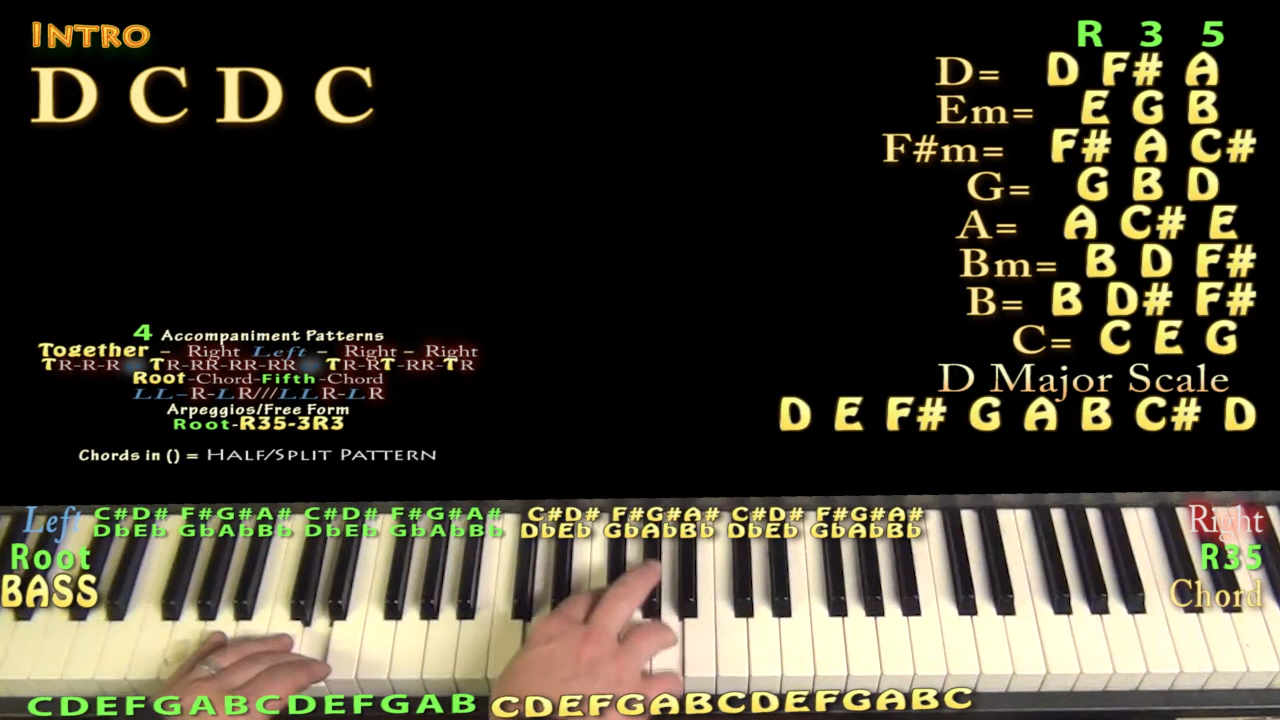 INTRO
D C D C
R 3 5
D= D F# A
Em= E G B
F#m= F# A C#
G= G B D
A= A C# E
Bm= B D F#
B= B D# F#
C= C E G
D Major Scale
D E F# G A B C# D
4 Accompaniment Patterns
Together - Right Left - Right - Right
TR-R-R TR-RR-RR-RR TR-RT-RR-TR
Root-Chord-Fifth-Chord
LL-R-LR///LLR-LR
Arpeggios/Free Form
Root-R35-3R3
Chords in () = HALF/SPLIT PATTERN
Left C#D# F#G#A# C#D# F#G#A# C#D# F#G#A# C#D# F#G#A# Right
DbEb GbAbBb DbEb GbAbBb DbEb GbAbBb DbEb GbAbBb
Root R35
BASS Chord
CDEFGABCDEFGAB CDEFGABCDEFGABC